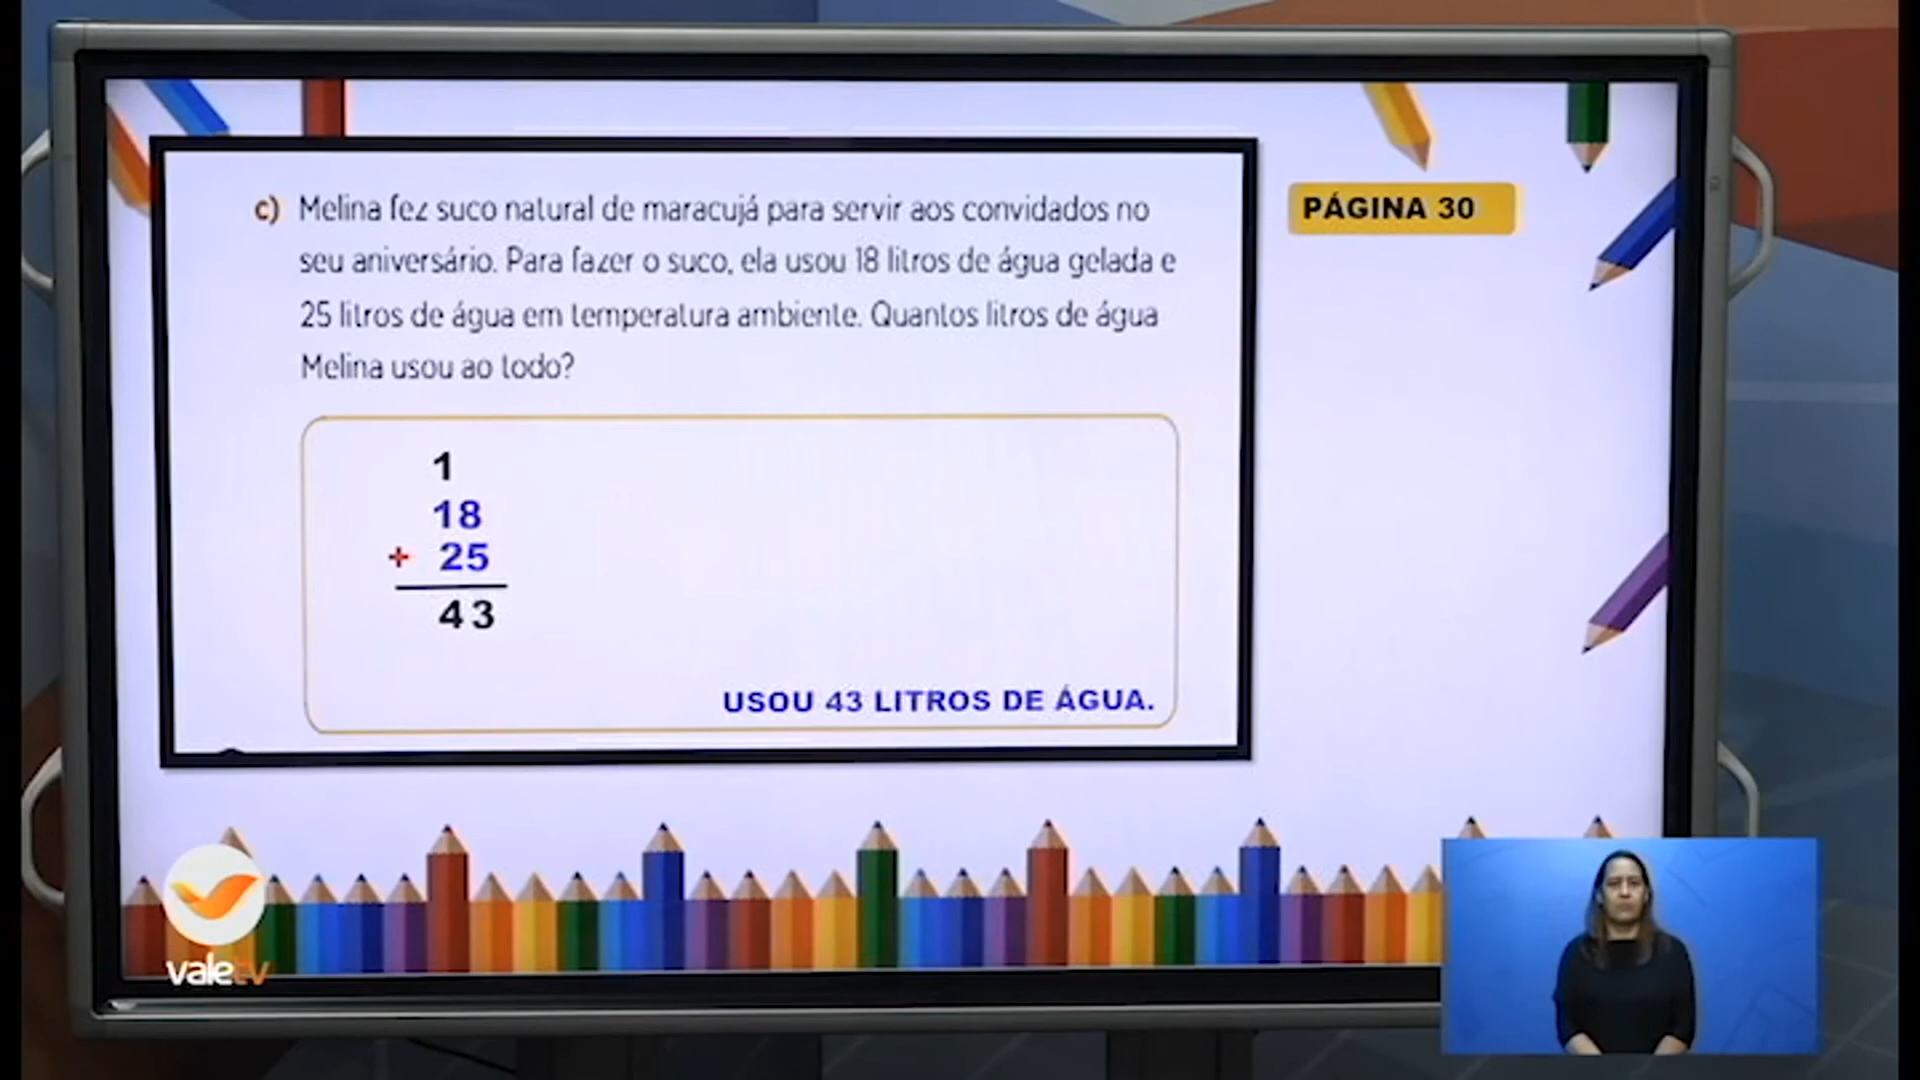 c) Melina fez suco natural de maracujá para servir aos convidados no
seu aniversário. Para fazer o suco, ela usou 18 litros de água gelada e
25 litros de água em temperatura ambiente. Quantos litros de água
Melina usou ao todo?
PÁGINA 30
1
18
+ 25
43
USOU 43 LITROS DE ÁGUA.
valetv